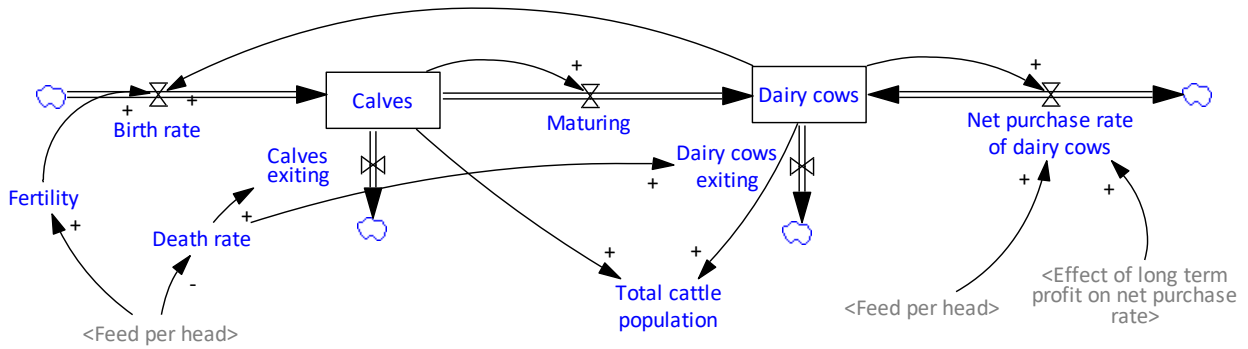 Calves
Dairy cows
+
+
+
+
Birth rate
Maturing
Net purchase rate
of dairy cows
Calves
exiting
Dairy cows
exiting
+
+
+
Fertility
+
+
Death rate
+
+
-
Total cattle
population
<Feed per head>
<Feed per head>
<Effect of long term
profit on net purchase
rate>